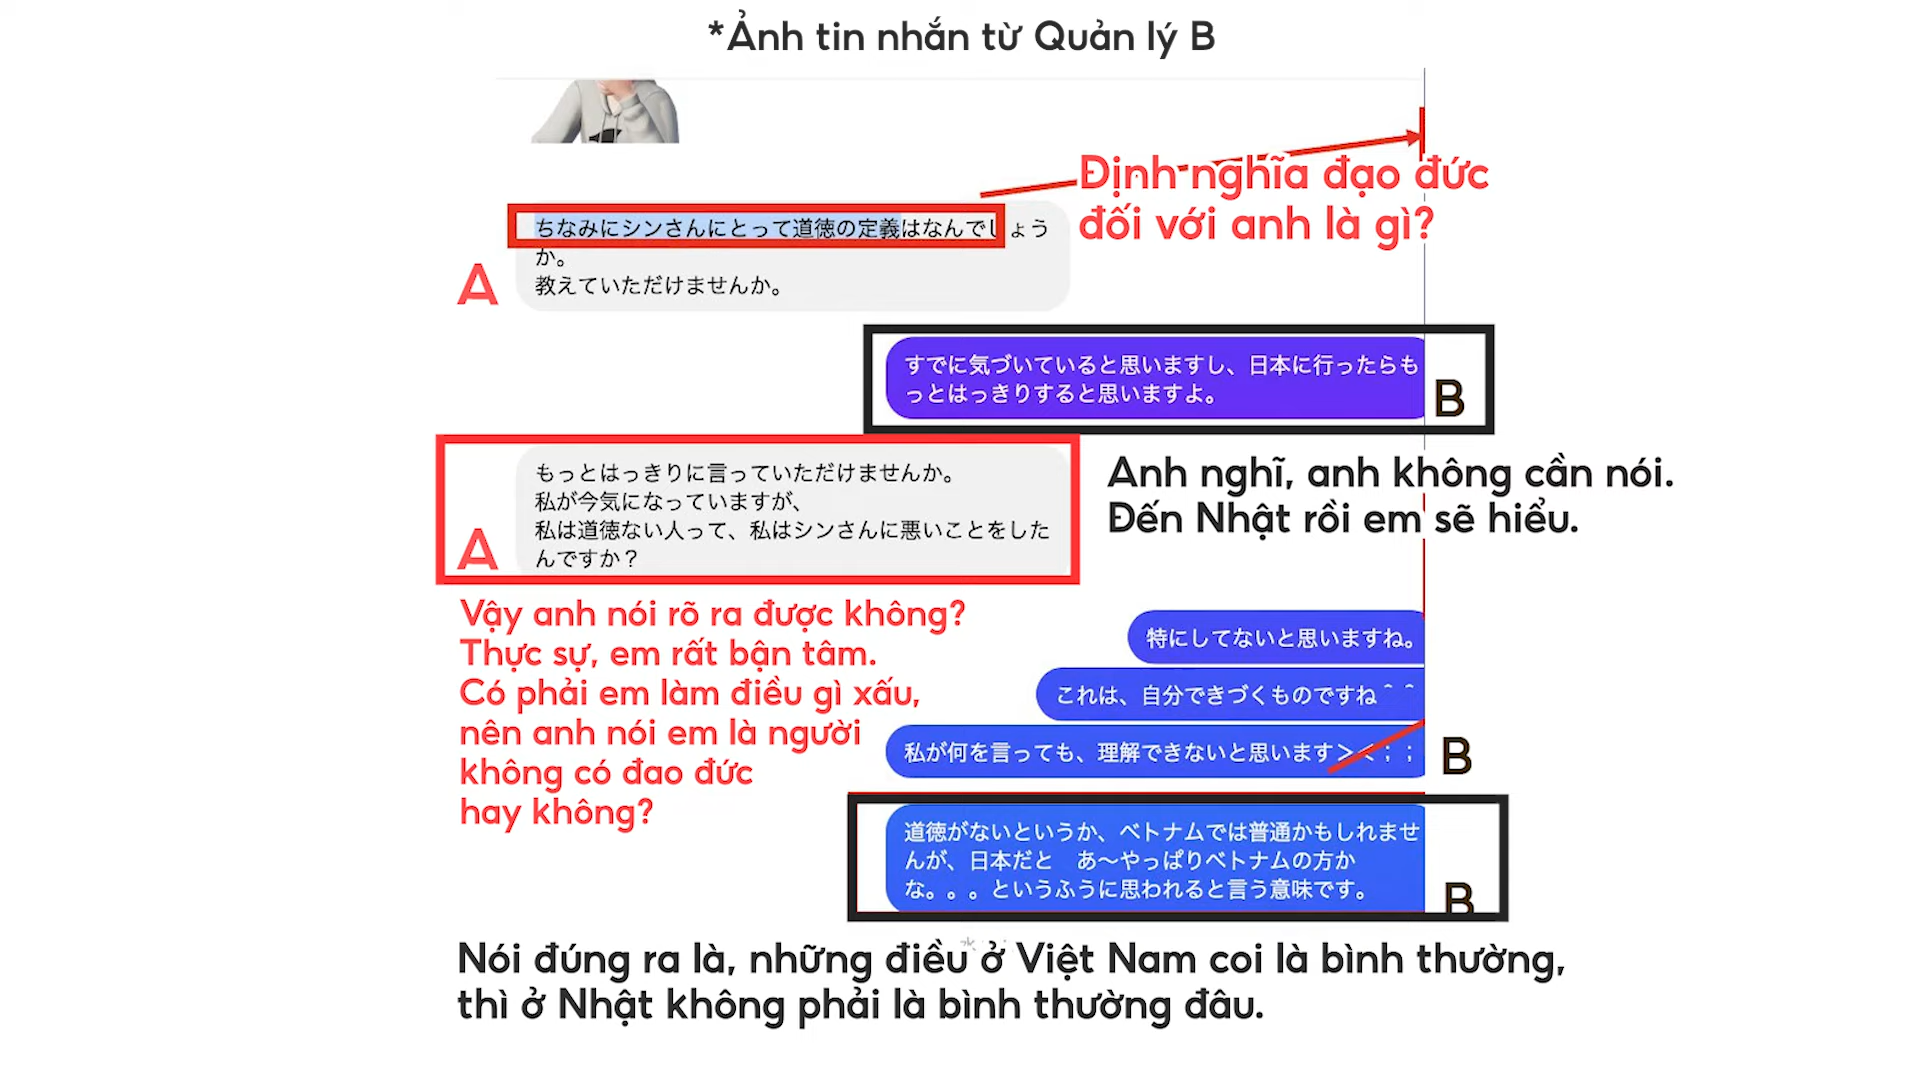 *Ảnh tin nhắn từ Quản lý B
Định nghĩa đạo đức
đối với anh là gì?
ちなみにシンさんにとって道徳の定義はなんでしょう
か。
教えていただけませんか。
A
すでに気づいていると思いますし、日本に行ったらも
っとはっきりすると思いますよ。
B
もっとはっきりに言っていただけませんか。
私が今気になっていますが、
私は道徳ない人って、私はシンさんに悪いことをした
んですか？
A
Anh nghĩ, anh không cần nói.
Đến Nhật rồi em sẽ hiểu.
Vậy anh nói rõ ra được không?
Thực sự, em rất bận tâm.
Có phải em làm điều gì xấu,
nên anh nói em là người
không có đao đức
hay không?
特にしてないと思いますね。
これは、自分できづくものですね＾＾
私が何を言っても、理解できないと思います＞＜；；
B
道徳がないというか、ベトナムでは普通かもしれませ
んが、日本だと　あ〜やっぱりベトナムの方か
な。。。というふうに思われると言う意味です。
B
Nói đúng ra là, những điều ở Việt Nam coi là bình thường,
thì ở Nhật không phải là bình thường đâu.